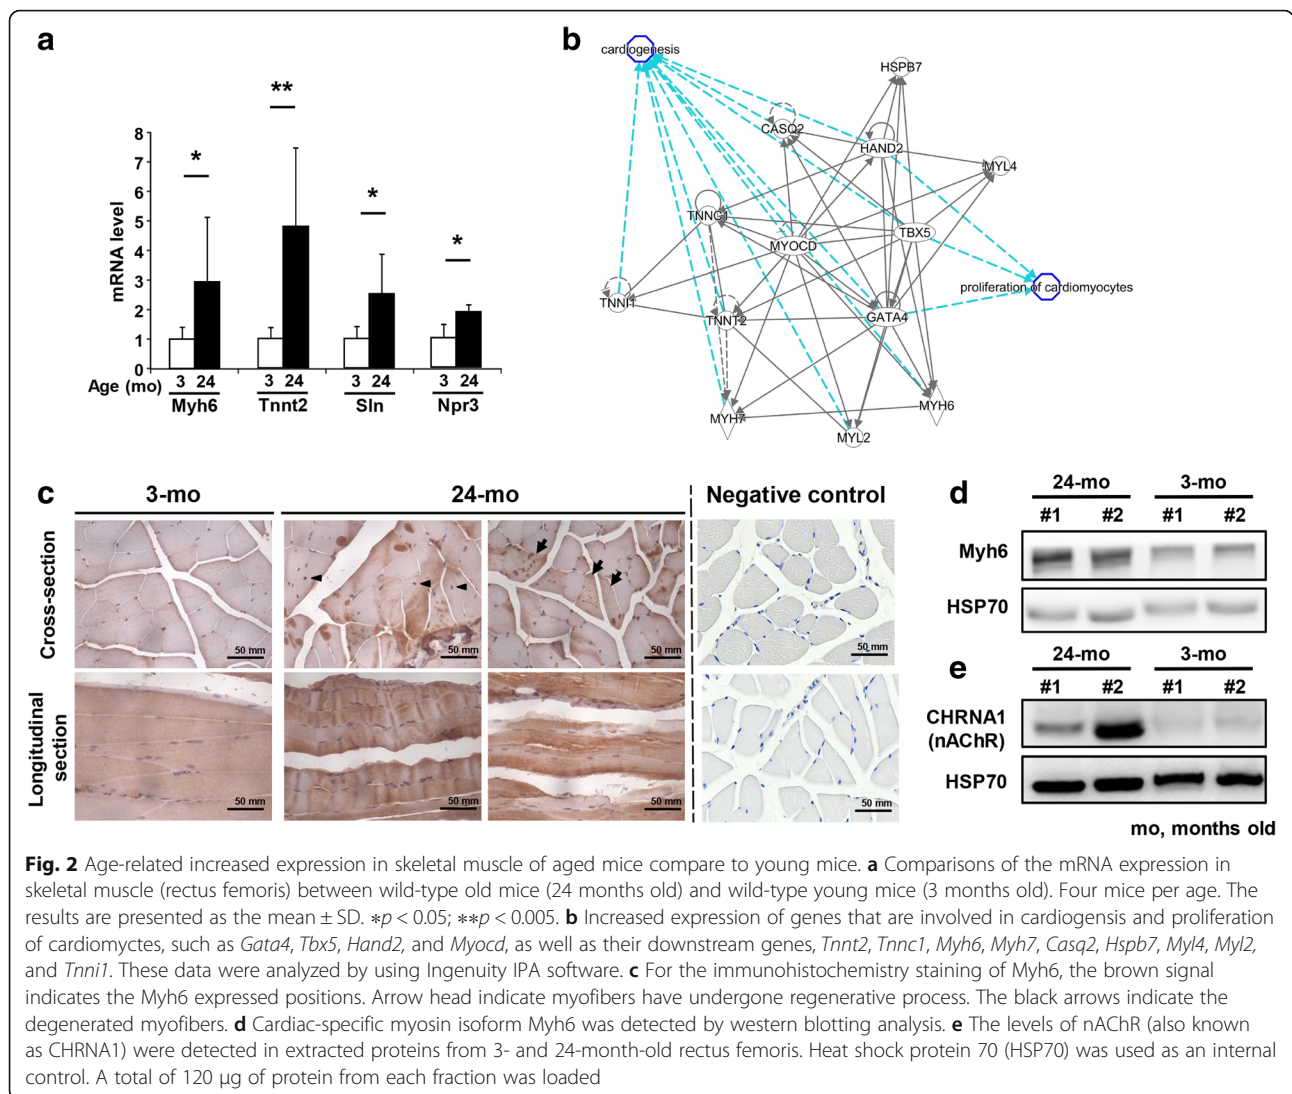 a
mRNA level
8
7
6
5
4
3
2
1
0
*
**
*
*
Age (mo)
3 24 3 24 3 24 3 24
Myh6 Tnnt2 Sln Npr3
b
cardiogenesis
HSPB7
CASQ2
HAND2
MYL4
TNNC1
TBX5
MYOCD
proliferation of cardiomyocytes
TNNI1
TNNT2
GATA4
MYH7
MYH6
MYL2
c
3-mo 24-mo Negative control
Cross-section
50 mm 50 mm 50 mm 50 mm
Longitudinal
section
50 mm 50 mm 50 mm 50 mm
d
24-mo 3-mo
#1 #2 #1 #2
Myh6
HSP70
e
24-mo 3-mo
#1 #2 #1 #2
CHRNA1
(nAChR)
HSP70
mo, months old
Fig. 2 Age-related increased expression in skeletal muscle of aged mice compare to young mice. a Comparisons of the mRNA expression in
skeletal muscle (rectus femoris) between wild-type old mice (24 months old) and wild-type young mice (3 months old). Four mice per age. The
results are presented as the mean ± SD. *p < 0.05; **p < 0.005. b Increased expression of genes that are involved in cardiogensis and proliferation
of cardiomyctes, such as Gata4, Tbx5, Hand2, and Myocd, as well as their downstream genes, Tnnt2, Tnnc1, Myh6, Myh7, Casq2, Hspb7, Myl4, Myl2,
and Tnni1. These data were analyzed by using Ingenuity IPA software. c For the immunohistochemistry staining of Myh6, the brown signal
indicates the Myh6 expressed positions. Arrow head indicate myofibers have undergone regenerative process. The black arrows indicate the
degenerated myofibers. d Cardiac-specific myosin isoform Myh6 was detected by western blotting analysis. e The levels of nAChR (also known
as CHRNA1) were detected in extracted proteins from 3- and 24-month-old rectus femoris. Heat shock protein 70 (HSP70) was used as an internal
control. A total of 120 μg of protein from each fraction was loaded